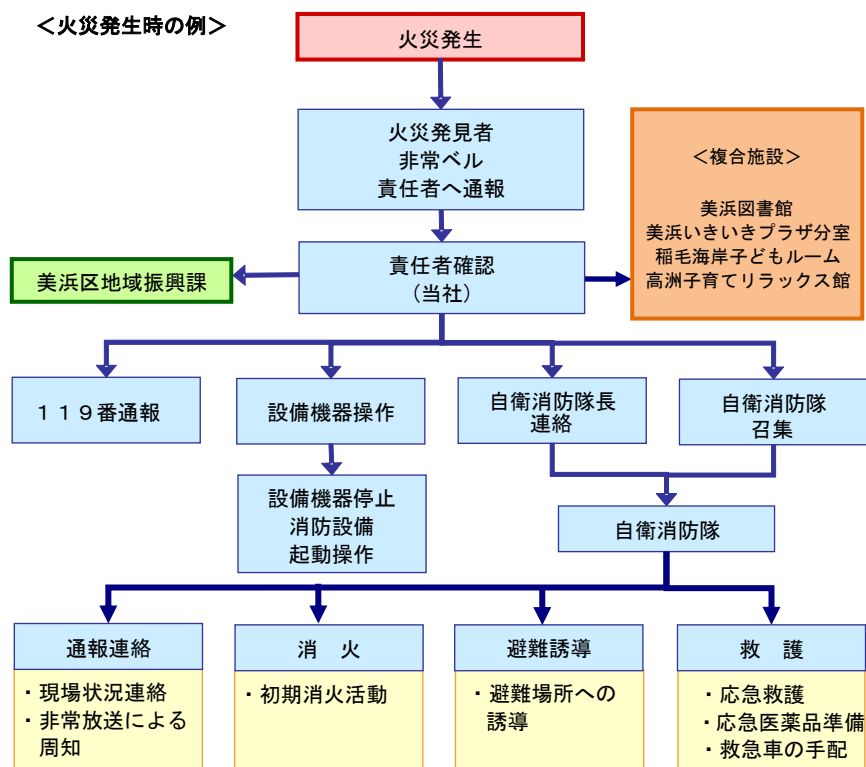 ＜火災発生時の例＞
火災発生
火災発見者
非常ベル
責任者へ通報
＜複合施設＞
美浜図書館
美浜いきいきプラザ分室
稲毛海岸子どもルーム
高洲子育てリラックス館
美浜区地域振興課
責任者確認
（当社）
１１９番通報
設備機器操作
自衛消防隊長
連絡
自衛消防隊
召集
設備機器停止
消防設備
起動操作
自衛消防隊
通報連絡
・現場状況連絡
・非常放送による
周知
消　火
・初期消火活動
避難誘導
・避難場所への
誘導
救　護
・応急救護
・応急医薬品準備
・救急車の手配